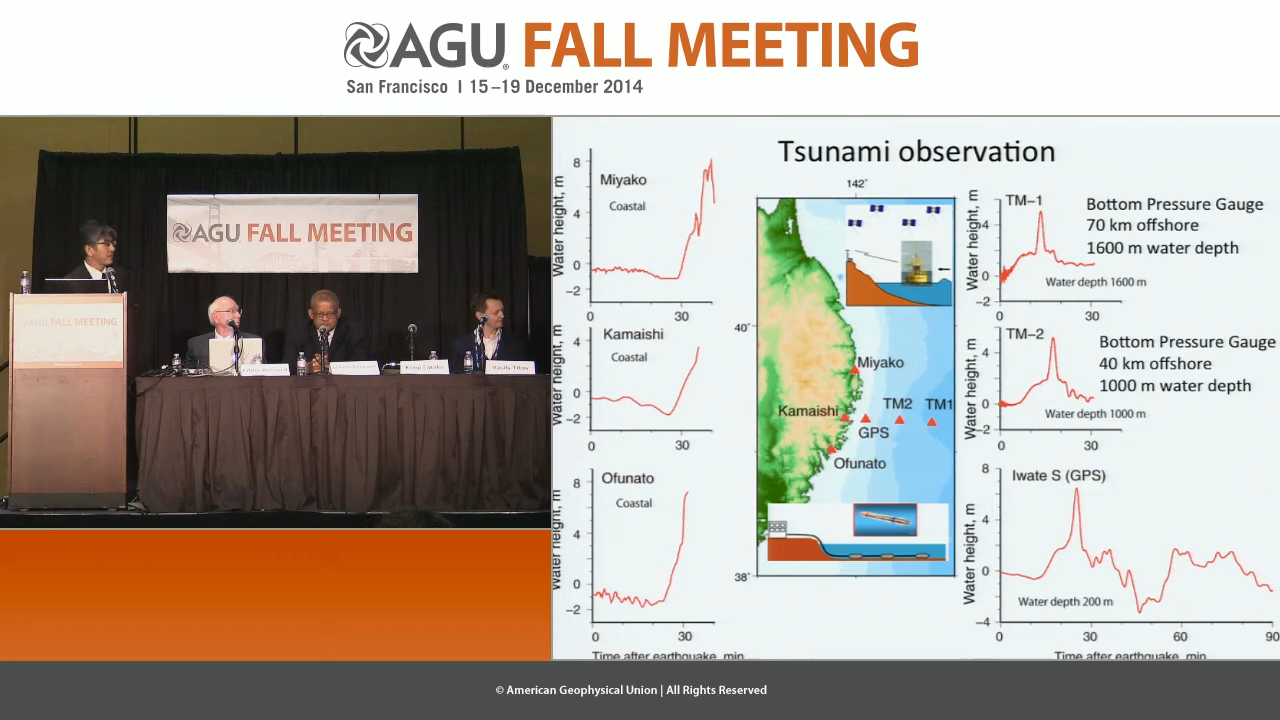 AGU® FALL MEETING
San Francisco | 15–19 December 2014
AGU FALL MEETING
AGU FALL MEETING
Kenji Satake
Vasily Titov
Tsunami observation
Water height, m
8
4
0
−2
Miyako
Coastal
0
30
Water height, m
4
0
−2
Kamaishi
Coastal
0
30
Water height, m
8
4
0
−2
Ofunato
Coastal
0
30
Time after earthquake, min
142°
40°
38°
Miyako
Kamaishi
GPS
TM2
TM1
Ofunato
Water height, m
4
0
−2
TM−1
Bottom Pressure Gauge
70 km offshore
1600 m water depth
Water depth 1600 m
0
30
Water height, m
4
0
−2
TM−2
Bottom Pressure Gauge
40 km offshore
1000 m water depth
Water depth 1000 m
0
30
Water height, m
8
4
0
−4
Iwate S (GPS)
Water depth 200 m
0
30
60
90
Time after earthquake, min
© American Geophysical Union | All Rights Reserved